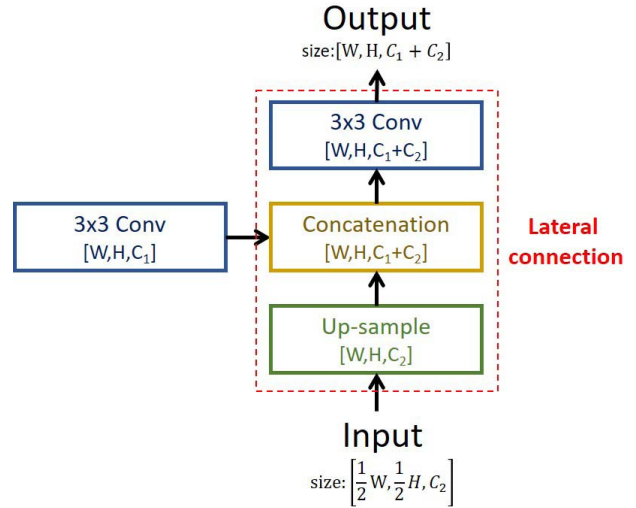 Output
size:[W, H, C₁ + C₂]
3x3 Conv
[W,H,C₁+C₂]
3x3 Conv
[W,H,C₁]
Concatenation
[W,H,C₁+C₂]
Lateral
connection
Up-sample
[W,H,C₂]
Input
size: [1/2 W, 1/2 H, C₂]